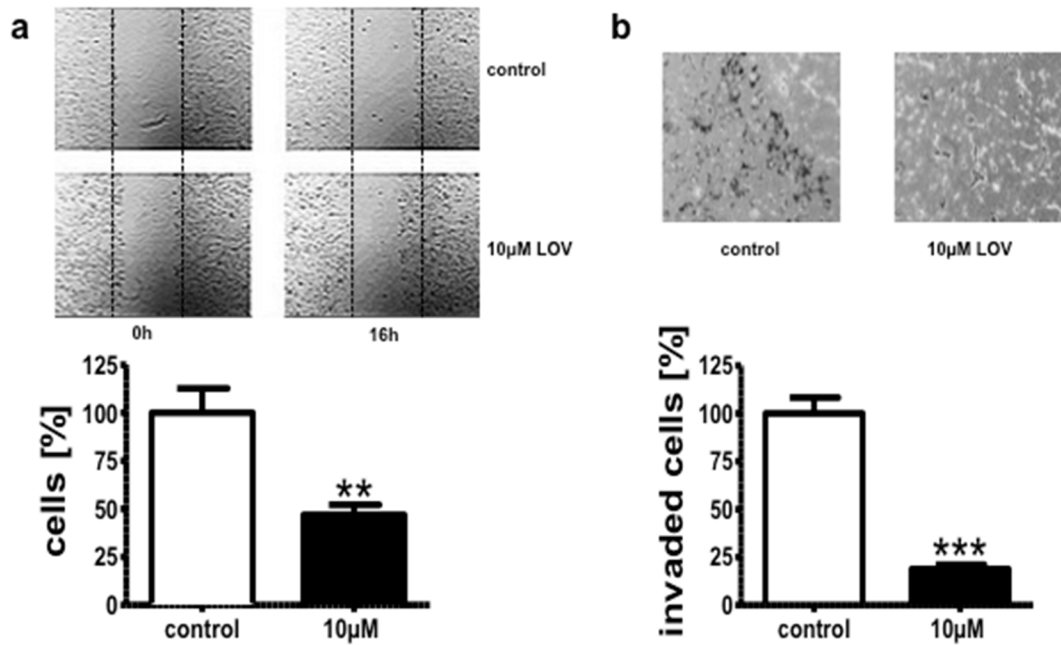 a
control
10µM LOV
0h
16h
cells [%]
125
100
75
50
25
0
**
control
10µM
b
control
10µM LOV
invaded cells [%]
125
100
75
50
25
0
***
control
10µM